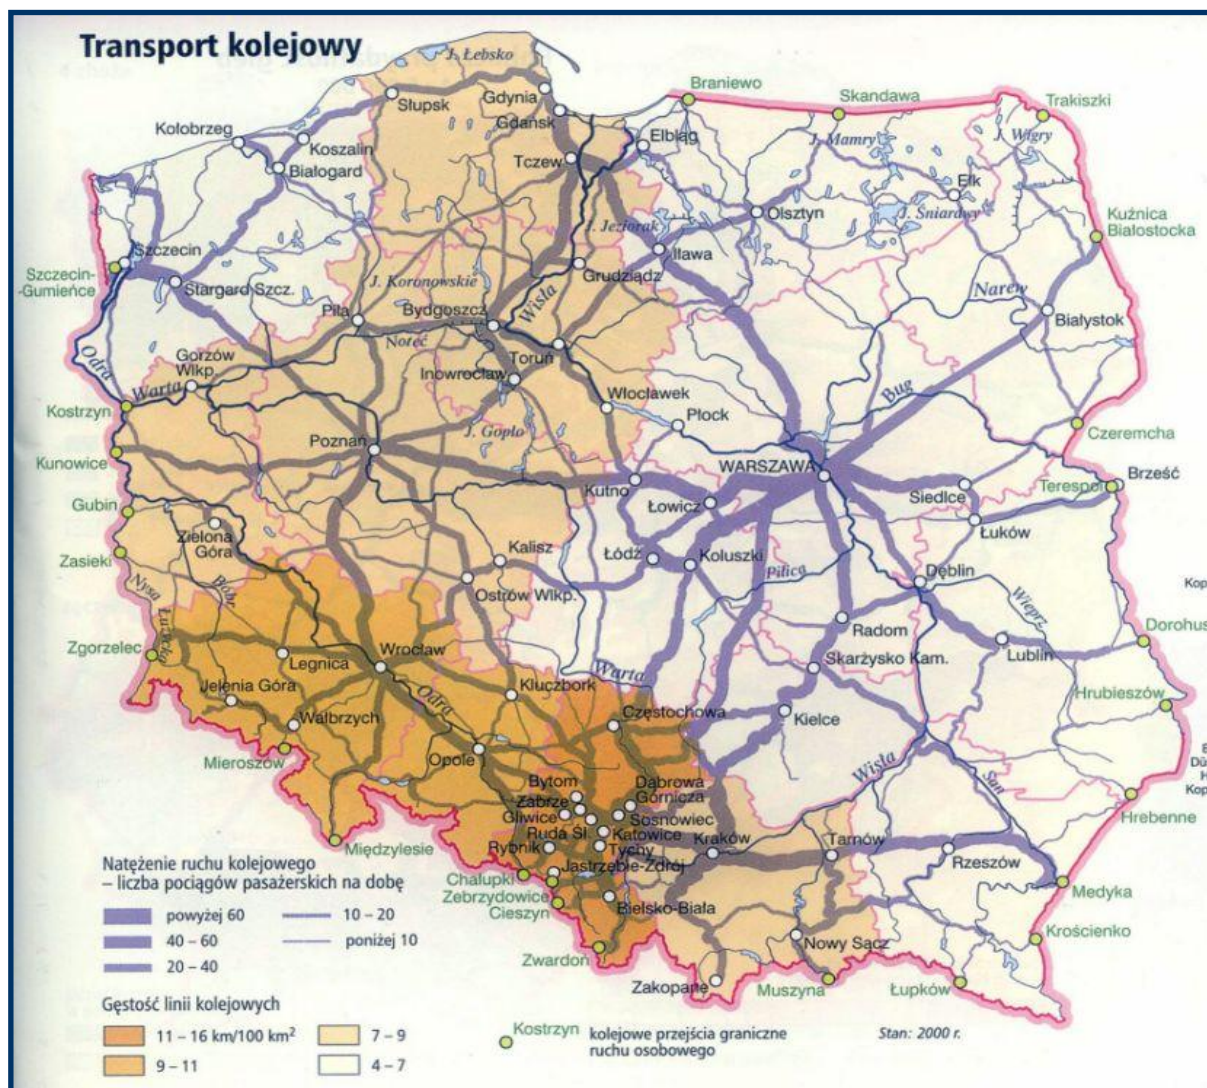 Transport kolejowy
J. Łebsko
Słupsk
Gdynia
Gdańsk
Braniewo
Skandawa
Trakiszki
Kołobrzeg
Koszalin
Białogard
Tczew
Elbląg
J. Mamry
J. Wigry
Ełk
J. Śniardwy
Olsztyn
J. Jeziorak
Iława
Kuźnica
Białostocka
Szczecin
Szczecin-
-Gumieńce
Stargard Szcz.
J. Koronowskie
Grudziądz
Piła
Bydgoszcz
Wisła
Noteć
Narew
Białystok
Odra
Gorzów
Wlkp.
Warta
Toruń
Inowrocław
Włocławek
Płock
Bug
Kostrzyn
Kunowice
Poznań
J. Gopło
Czeremcha
WARSZAWA
Kutno
Łowicz
Siedlce
Brześć
Terespol
Łuków
Gubin
Zielona
Góra
Zasieki
Kalisz
Łódź
Koluszki
Pilica
Dęblin
Wieprz
Kop
Nysa Łużycka
Bóbr
Ostrów Wlkp.
Radom
Dorohus
Zgorzelec
Legnica
Wrocław
Skarżysko Kam.
Lublin
Jelenia Góra
Odra
Kluczbork
Warta
Hrubieszów
Wałbrzych
Częstochowa
Kielce
Mieroszów
Opole
Wisła
San
Bytom
Zabrze
Gliwice
Dąbrowa
Górnicza
Sosnowiec
Ruda Śl.
Katowice
Rybnik
Tychy
Kraków
Tarnów
Rzeszów
Hrebenne
Międzylesie
Jastrzębie-Zdrój
Chałupki
Zebrzydowice
Cieszyn
Bielsko-Biała
Medyka
Krościenko
Zwardoń
Zakopane
Nowy Sącz
Muszyna
Łupków
Natężenie ruchu kolejowego
– liczba pociągów pasażerskich na dobę
powyżej 60
10 – 20
40 – 60
poniżej 10
20 – 40
Gęstość linii kolejowych
11 – 16 km/100 km²
7 – 9
9 – 11
4 – 7
Kostrzyn
kolejowe przejścia graniczne
ruchu osobowego
Stan: 2000 r.